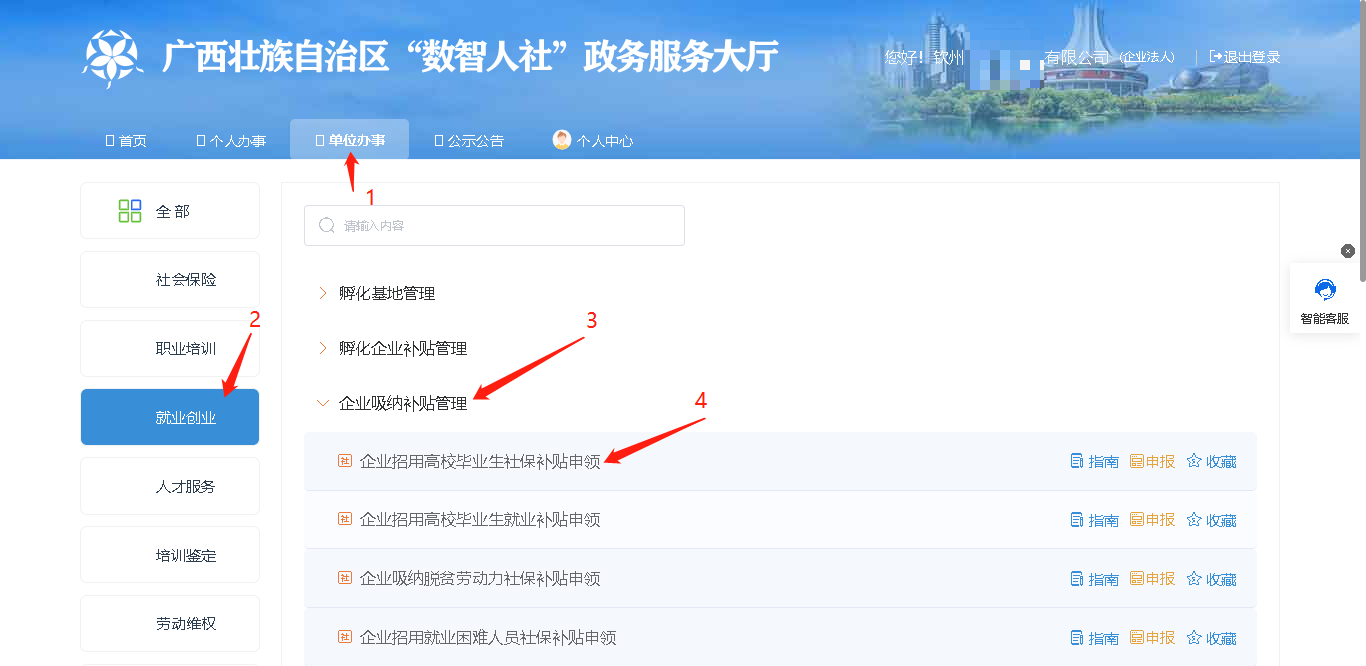 广西壮族自治区“数智人社”政务服务大厅
您好！钦州 有限公司 (企业法人) 退出登录
首页 个人办事 单位办事 公示公告 个人中心
1
全部
请输入内容
社会保险
孵化基地管理
2
3
职业培训
孵化企业补贴管理
就业创业
企业吸纳补贴管理
4
社 企业招用高校毕业生社保补贴申领 指南 申报 收藏
人才服务
社 企业招用高校毕业生就业补贴申领 指南 申报 收藏
培训鉴定
社 企业吸纳脱贫劳动力社保补贴申领 指南 申报 收藏
劳动维权
社 企业招用就业困难人员社保补贴申领 指南 申报 收藏
智能客服